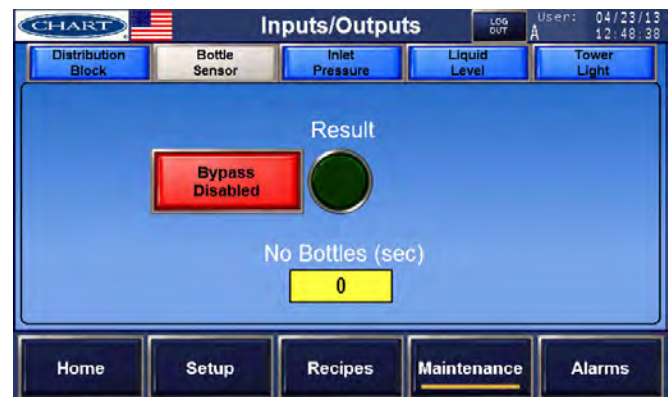 CHART
Inputs/Outputs
LOG
OUT
User:
A
04/23/13
12:48:38
Distribution
Block
Bottle
Sensor
Inlet
Pressure
Liquid
Level
Tower
Light
Result
Bypass
Disabled
No Bottles (sec)
0
Home
Setup
Recipes
Maintenance
Alarms